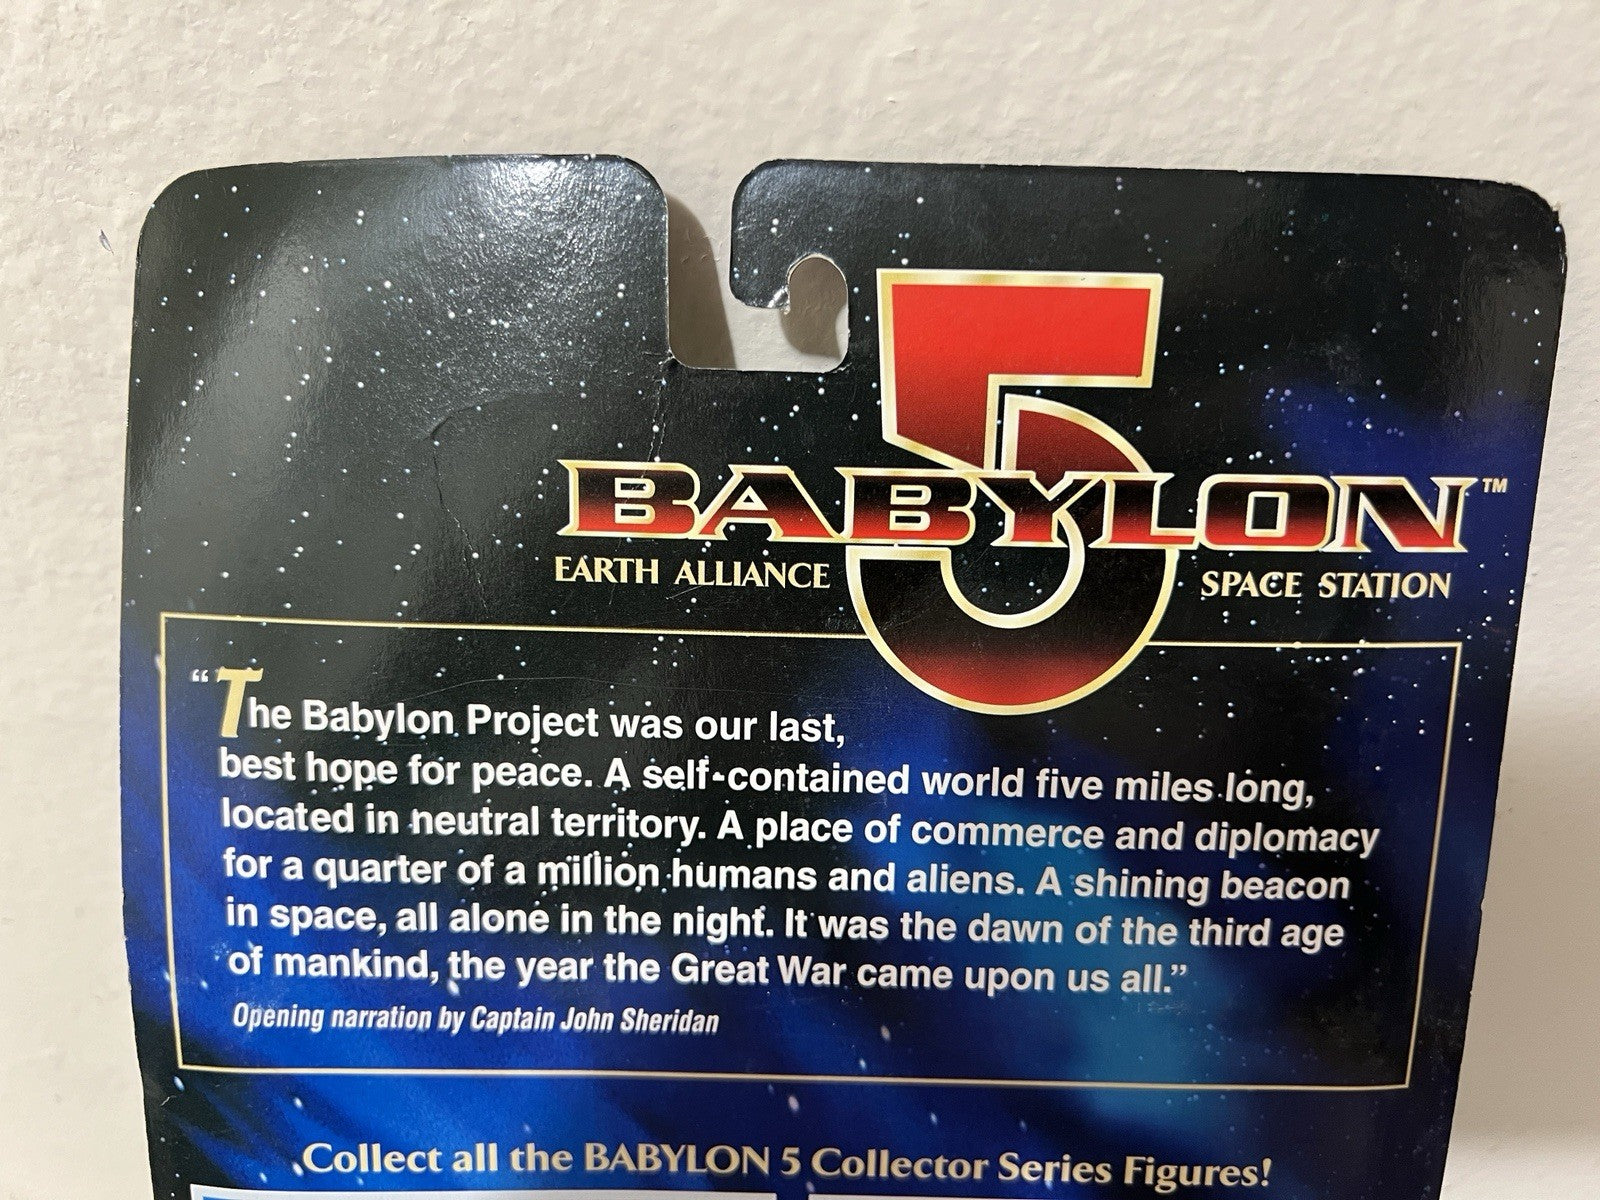 5
BABYLON™
EARTH ALLIANCE SPACE STATION
“The Babylon Project was our last,
best hope for peace. A self-contained world five miles long,
located in neutral territory. A place of commerce and diplomacy
for a quarter of a million humans and aliens. A shining beacon
in space, all alone in the night. It was the dawn of the third age
of mankind, the year the Great War came upon us all.”
Opening narration by Captain John Sheridan
Collect all the BABYLON 5 Collector Series Figures!